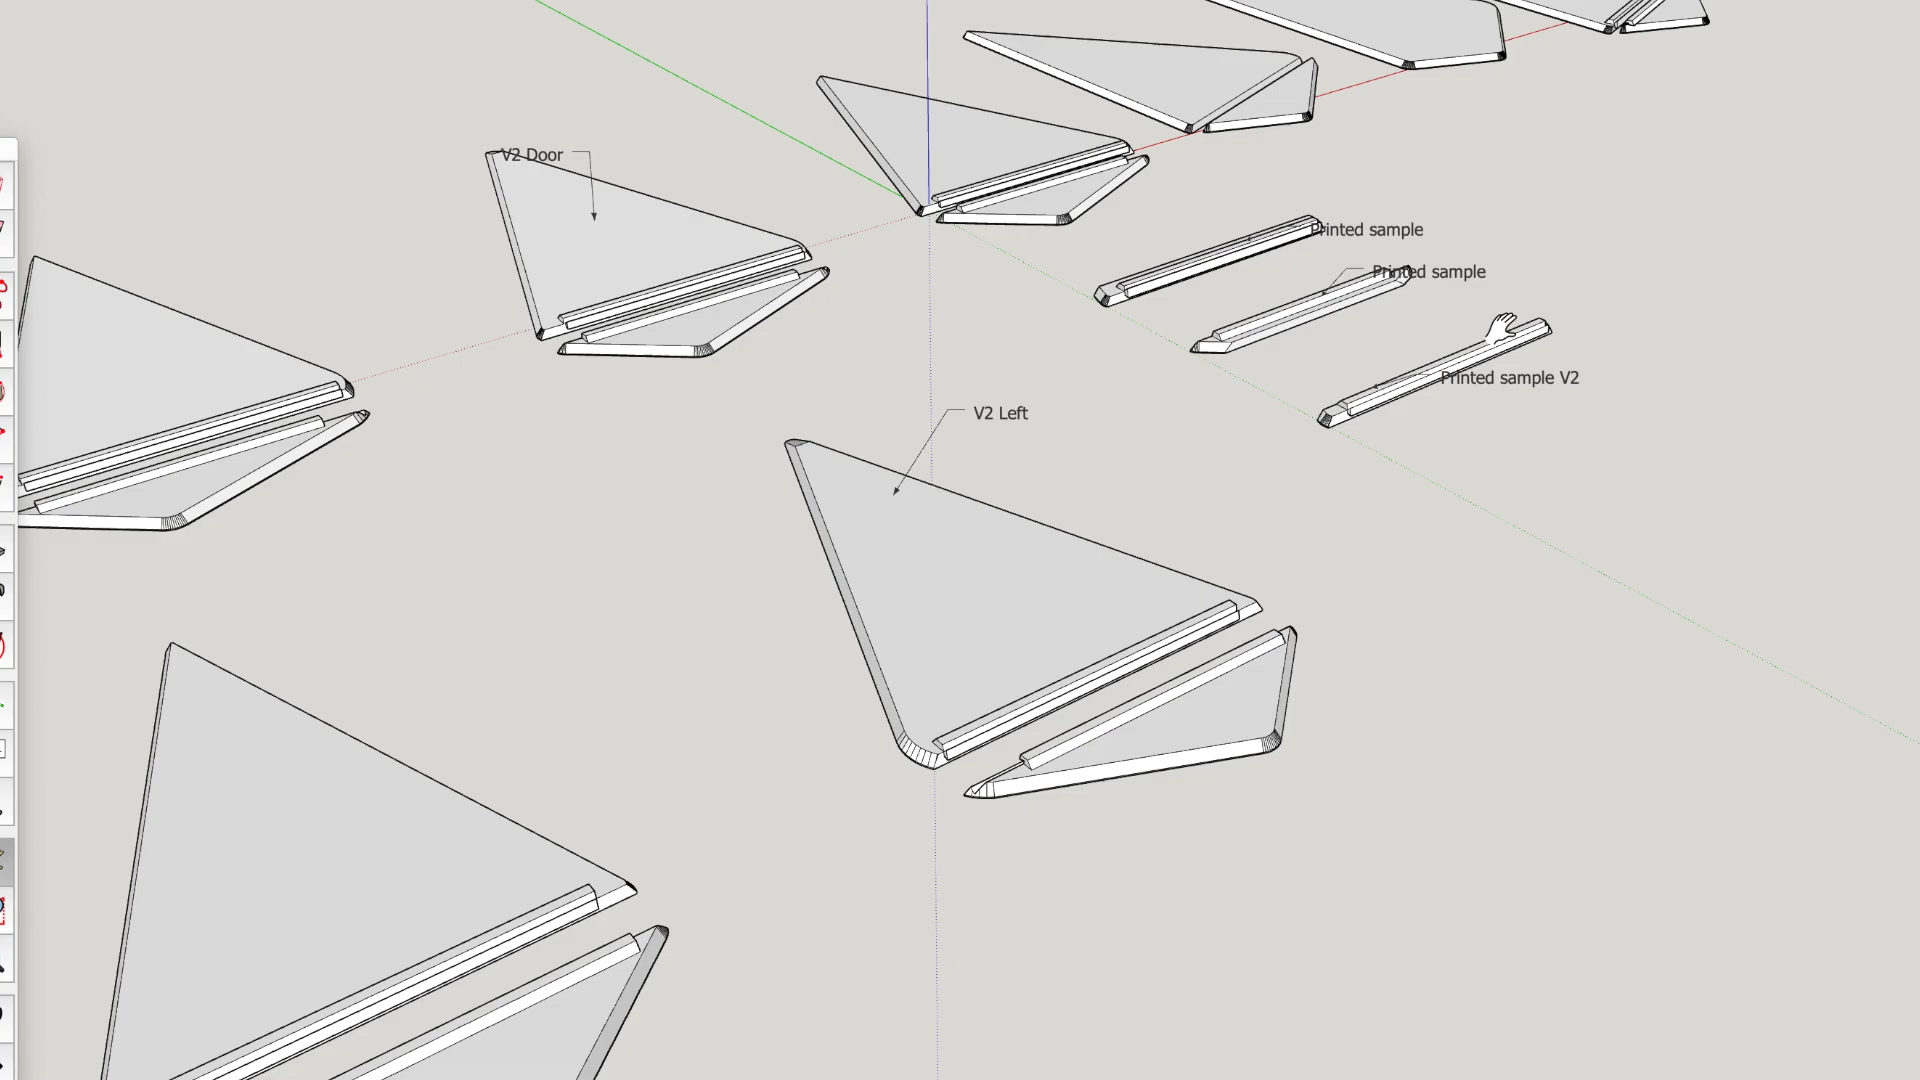 V2 Door
Printed sample
Printed sample
Printed sample V2
V2 Left